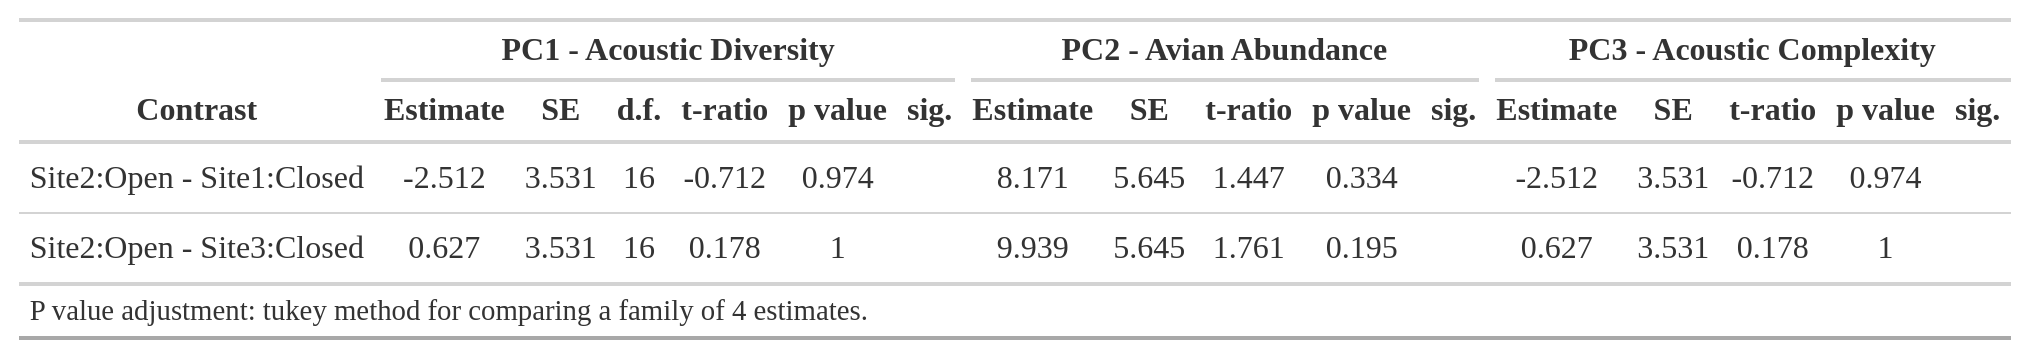 PC1 - Acoustic Diversity PC2 - Avian Abundance PC3 - Acoustic Complexity
Contrast Estimate SE d.f. t-ratio p value sig. Estimate SE t-ratio p value sig. Estimate SE t-ratio p value sig.
Site2:Open - Site1:Closed -2.512 3.531 16 -0.712 0.974 8.171 5.645 1.447 0.334 -2.512 3.531 -0.712 0.974
Site2:Open - Site3:Closed 0.627 3.531 16 0.178 1 9.939 5.645 1.761 0.195 0.627 3.531 0.178 1
P value adjustment: tukey method for comparing a family of 4 estimates.